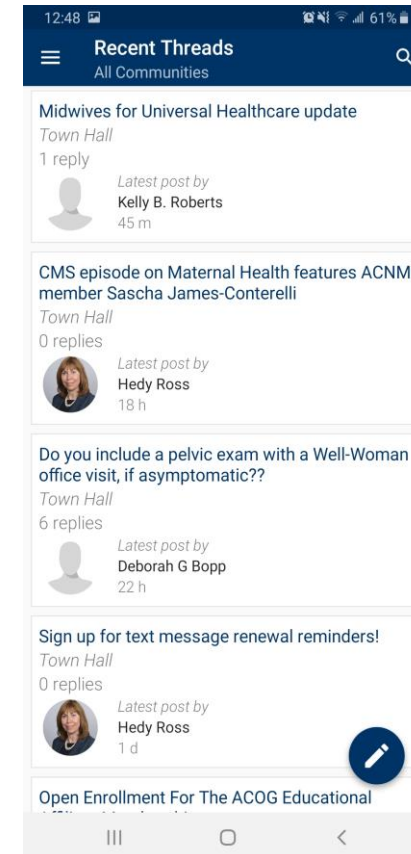 12:48 61%
Recent Threads
All Communities
Midwives for Universal Healthcare update
Town Hall
1 reply
Latest post by
Kelly B. Roberts
45 m
CMS episode on Maternal Health features ACNM
member Sascha James-Conterelli
Town Hall
0 replies
Latest post by
Hedy Ross
18 h
Do you include a pelvic exam with a Well-Woman
office visit, if asymptomatic??
Town Hall
6 replies
Latest post by
Deborah G Bopp
22 h
Sign up for text message renewal reminders!
Town Hall
0 replies
Latest post by
Hedy Ross
1 d
Open Enrollment For The ACOG Educational